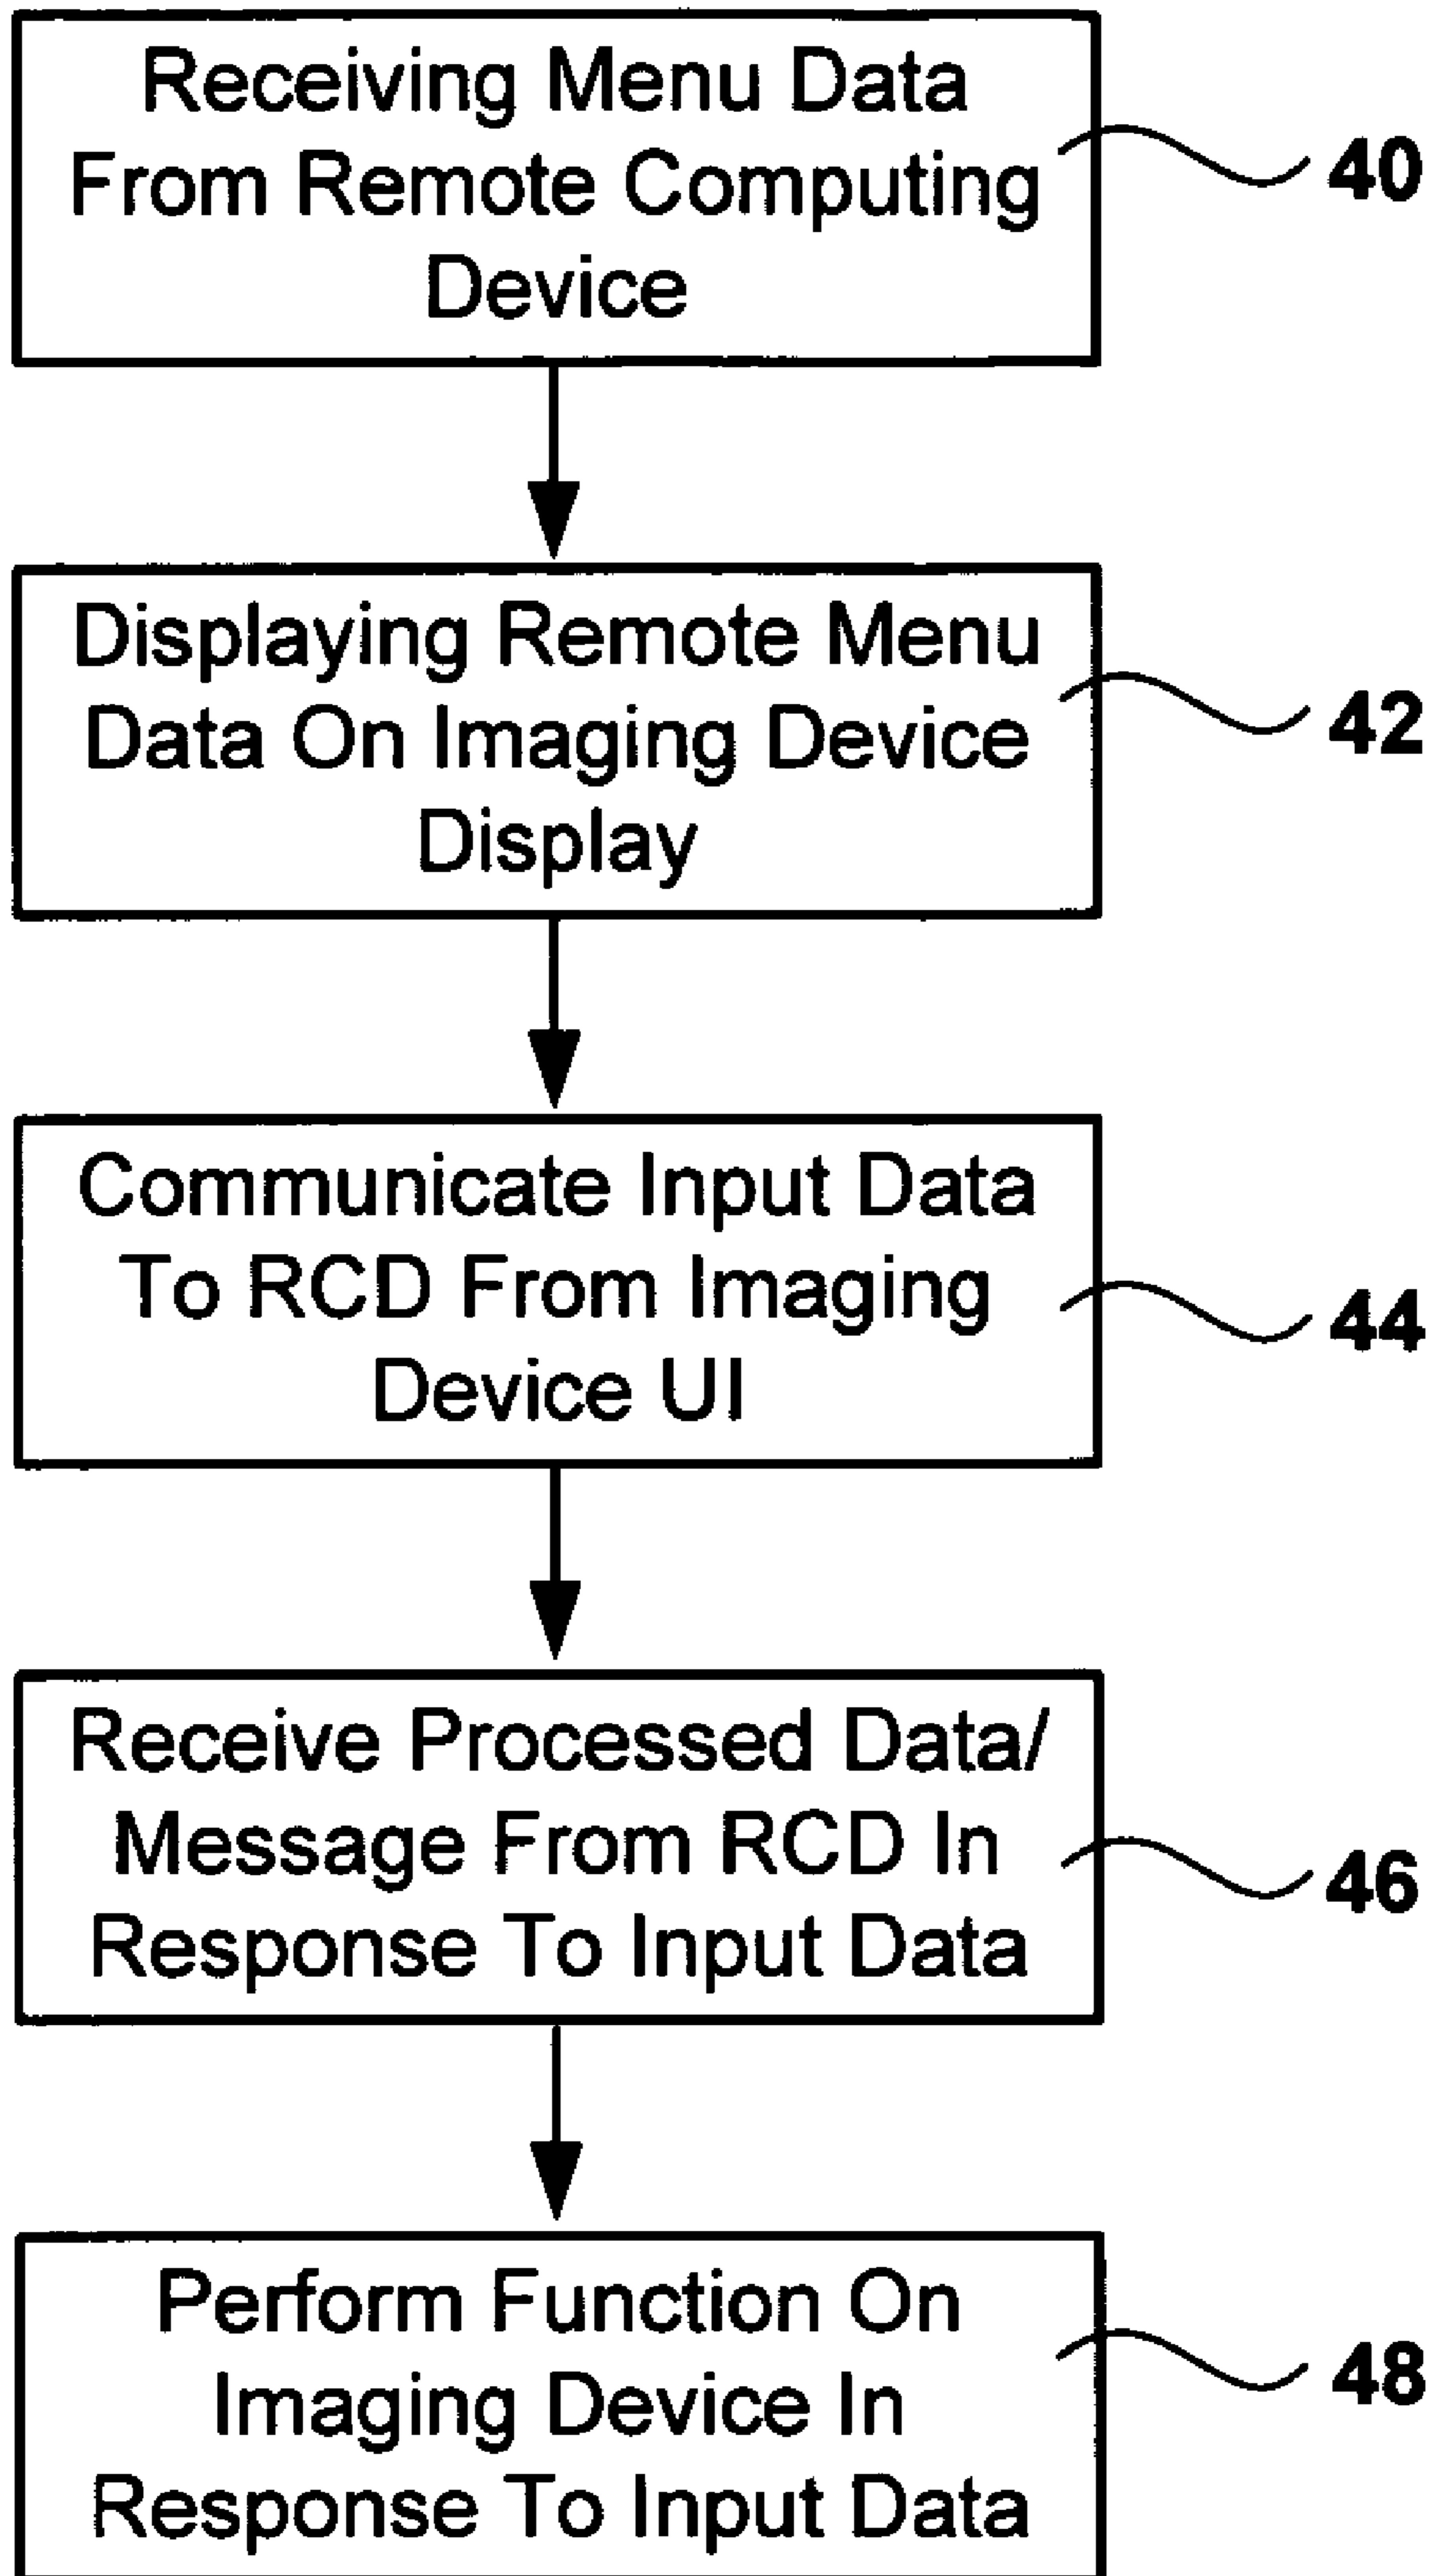 Receiving Menu Data
From Remote Computing
Device
40
Displaying Remote Menu
Data On Imaging Device
Display
42
Communicate Input Data
To RCD From Imaging
Device UI
44
Receive Processed Data/
Message From RCD In
Response To Input Data
46
Perform Function On
Imaging Device In
Response To Input Data
48